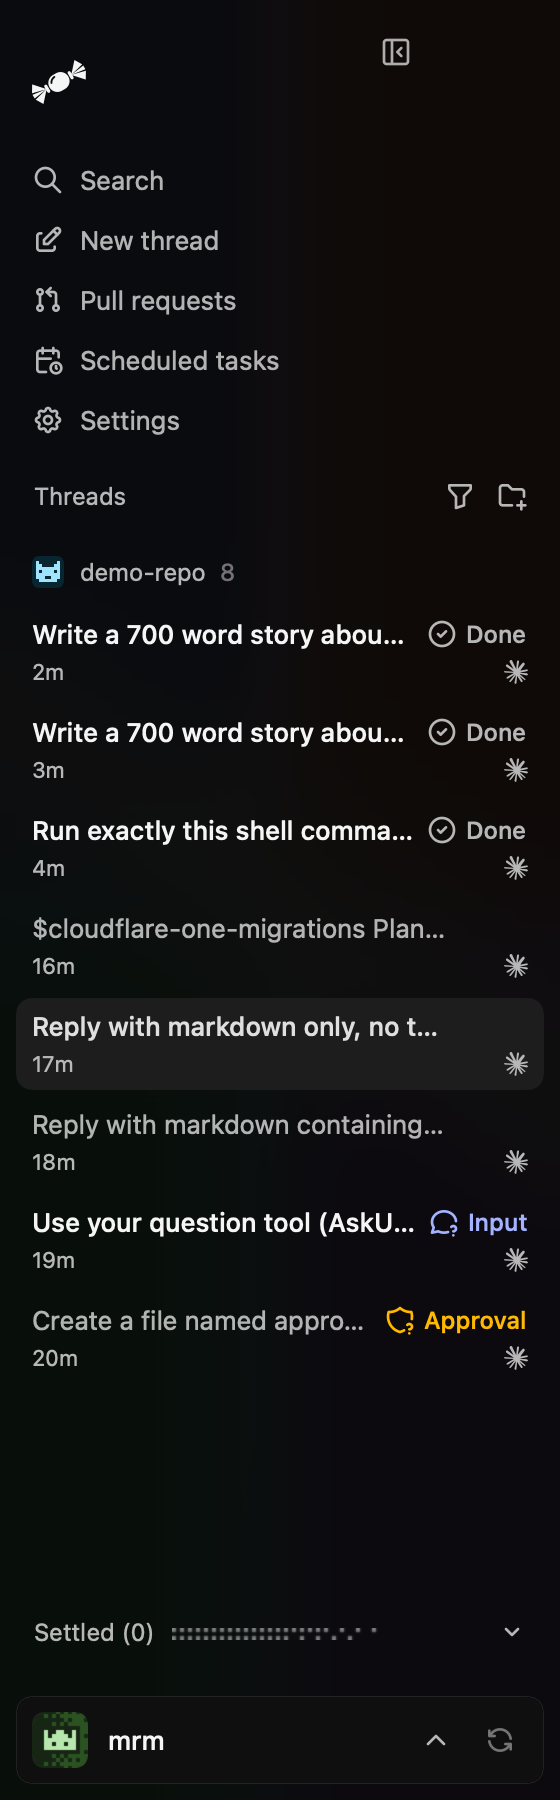 Search
New thread
Pull requests
Scheduled tasks
Settings
Threads
demo-repo 8
Write a 700 word story abou... Done
2m
Write a 700 word story abou... Done
3m
Run exactly this shell comma... Done
4m
$cloudflare-one-migrations Plan...
16m
Reply with markdown only, no t...
17m
Reply with markdown containing...
18m
Use your question tool (AskU... Input
19m
Create a file named appro... Approval
20m
Settled (0)
mrm